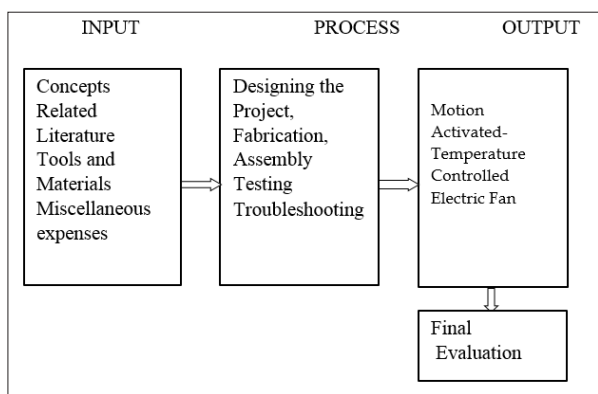 INPUT PROCESS OUTPUT
Concepts
Related
Literature
Tools and
Materials
Miscellaneous
expenses
Designing the
Project,
Fabrication,
Assembly
Testing
Troubleshooting
Motion
Activated-
Temperature
Controlled
Electric Fan
Final
Evaluation